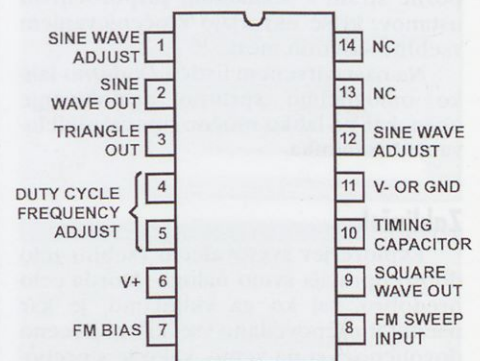 SINE WAVE
ADJUST
1
SINE
WAVE OUT
2
TRIANGLE
OUT
3
DUTY CYCLE
FREQUENCY
ADJUST
4
5
V+
6
FM BIAS
7
14
NC
13
NC
12
SINE WAVE
ADJUST
11
V- OR GND
10
TIMING
CAPACITOR
9
SQUARE
WAVE OUT
8
FM SWEEP
INPUT